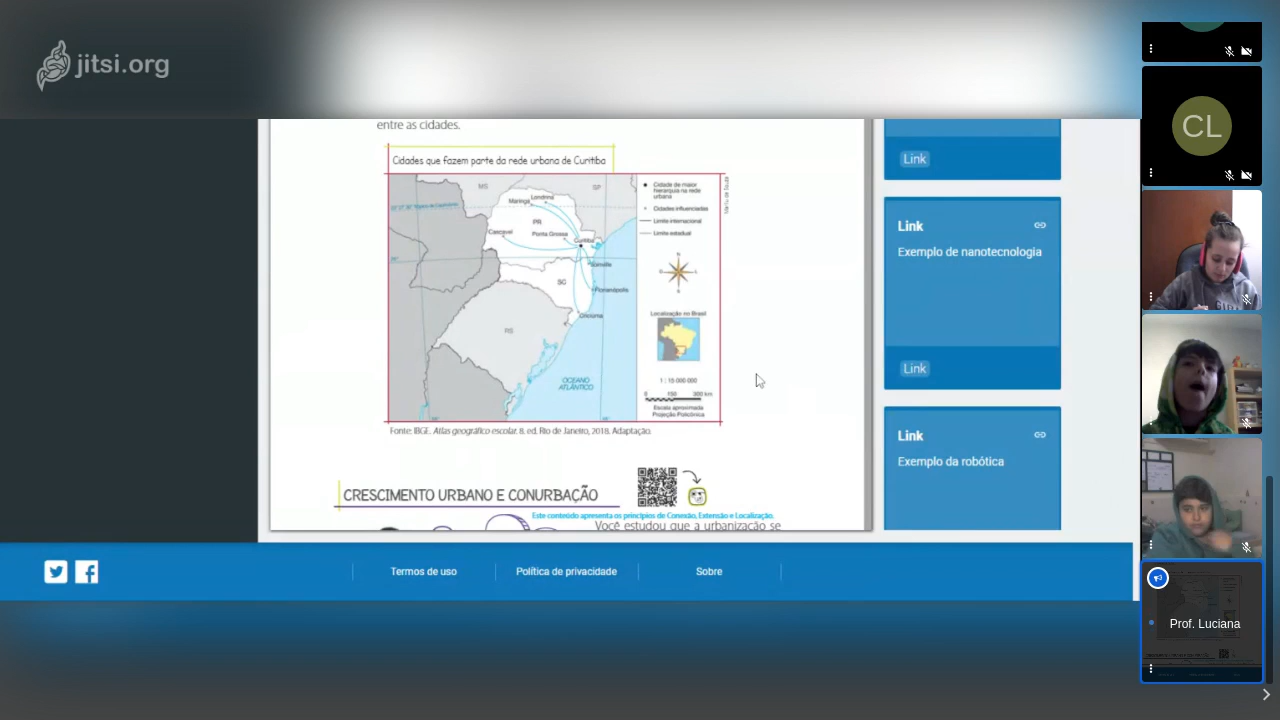 jitsi.org
entre as cidades.
Cidades que fazem parte da rede urbana de Curitiba
MS
SP
Londrina
Maringá
PR
Cascavel
Ponta Grossa
Curitiba
Joinville
SC
Florianópolis
Criciúma
RS
OCEANO
ATLÂNTICO
Cidade de maior
hierarquia na rede
urbana
Cidades influenciadas
Limite internacional
Limite estadual
N
S
Localização no Brasil
1 : 15 000 000
0 150 300 km
Escala aproximada
Projeção Policônica
Fonte: IBGE. Atlas geográfico escolar. 8. ed. Rio de Janeiro, 2018. Adaptação.
CRESCIMENTO URBANO E CONURBAÇÃO
Este conteúdo apresenta os princípios de Conexão, Extensão e Localização.
Você estudou que a urbanização se
Link
Link
Exemplo de nanotecnologia
Link
Link
Exemplo da robótica
Termos de uso
Política de privacidade
Sobre
CL
Prof. Luciana